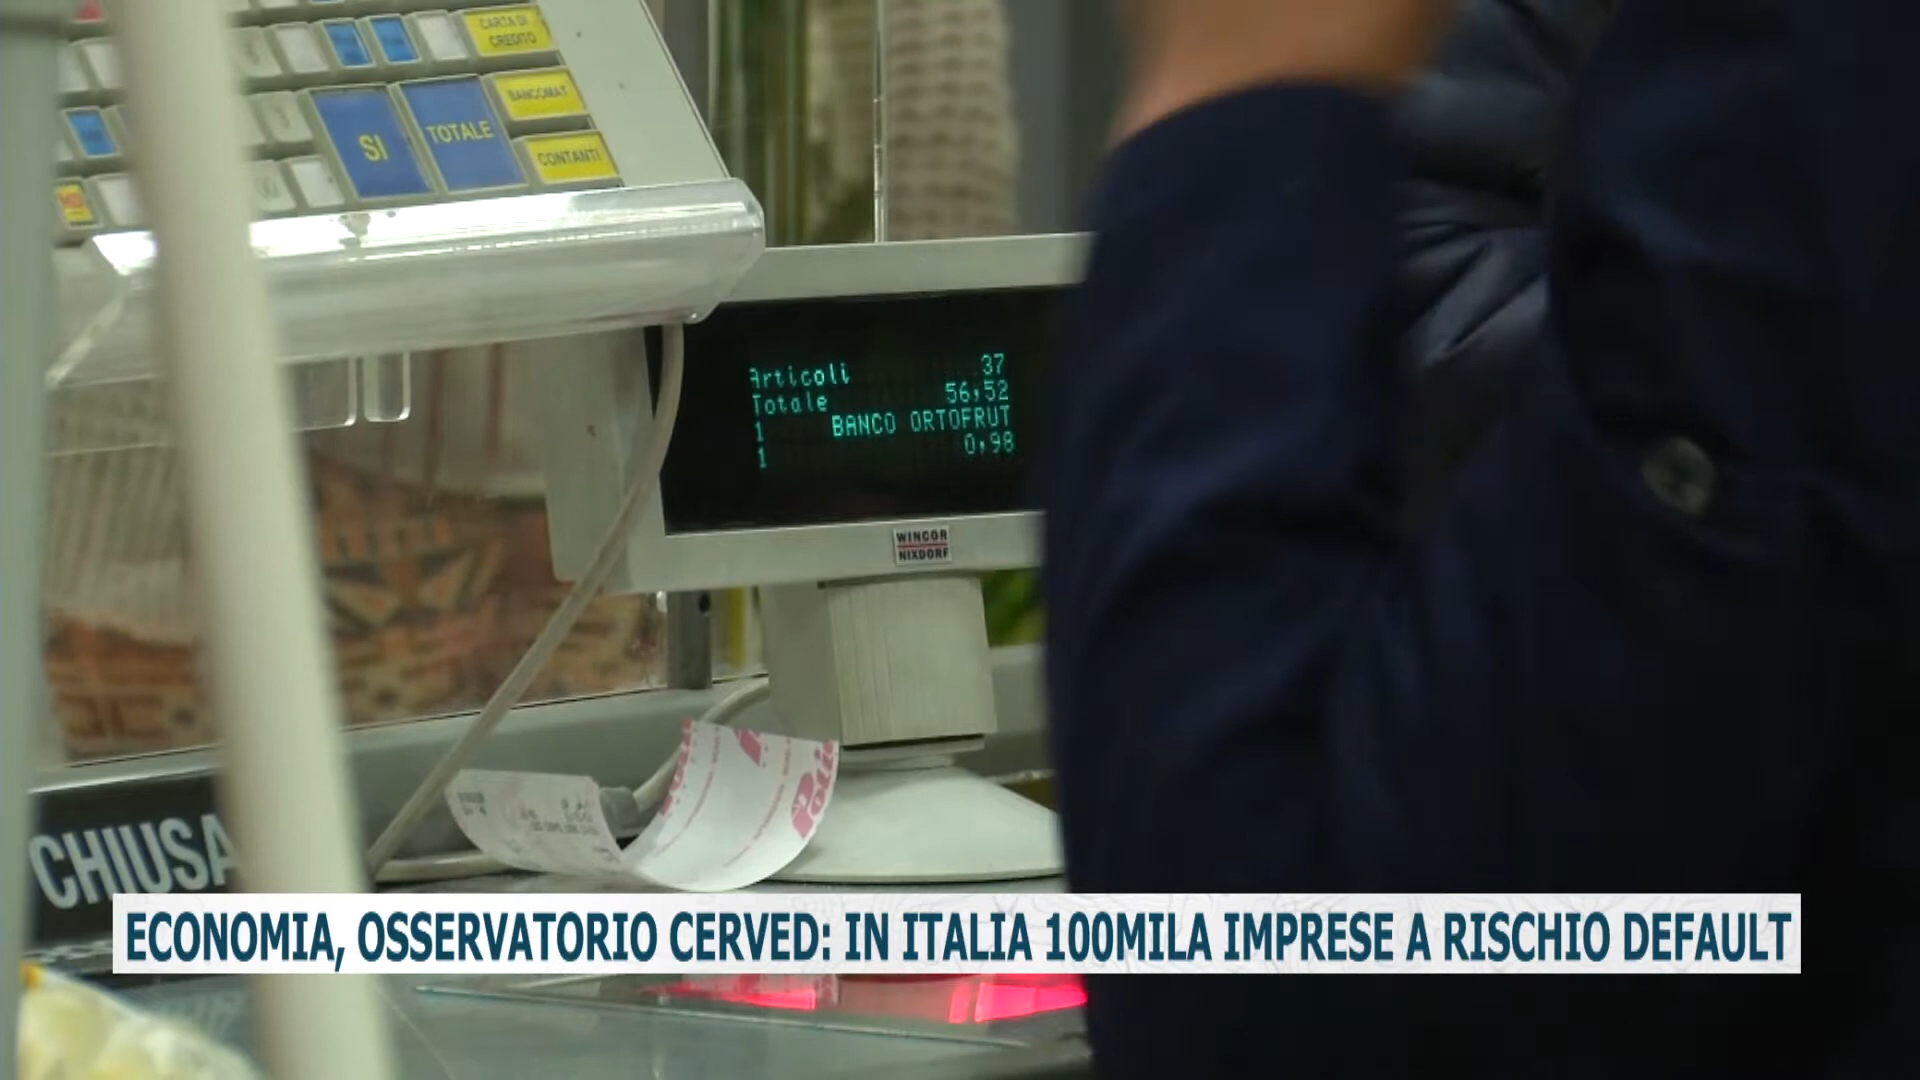 CARTA DI
CREDITO
BANCOMAT
SI
TOTALE
CONTANTI
Articoli 37
Totale 56,52
1 BANCO ORTOFRUT
1 0,98
WINCOR
NIXDORF
CHIUSA
ECONOMIA, OSSERVATORIO CERVED: IN ITALIA 100MILA IMPRESE A RISCHIO DEFAULT